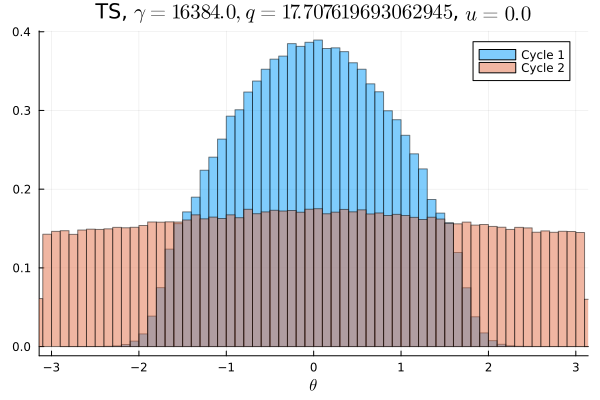 TS, γ = 16384.0, q = 17.707619693062945, u = 0.0
0.4
0.3
0.2
0.1
0.0
Cycle 1
Cycle 2
−3 −2 −1 0 1 2 3
θ